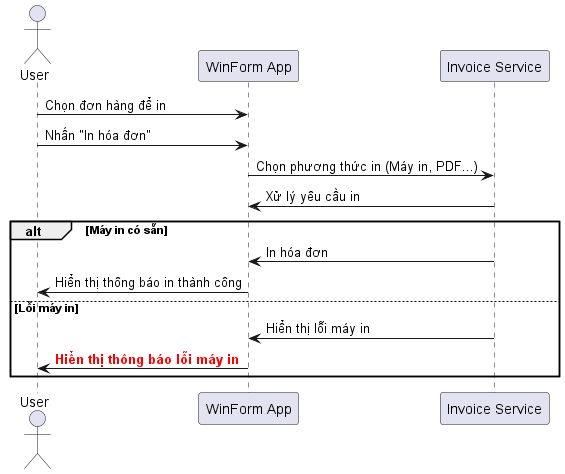 User
WinForm App
Invoice Service
Chọn đơn hàng để in
Nhấn "In hóa đơn"
Chọn phương thức in (Máy in, PDF...)
Xử lý yêu cầu in
alt [Máy in có sẵn]
In hóa đơn
Hiển thị thông báo in thành công
[Lỗi máy in]
Hiển thị lỗi máy in
Hiển thị thông báo lỗi máy in
User
WinForm App
Invoice Service